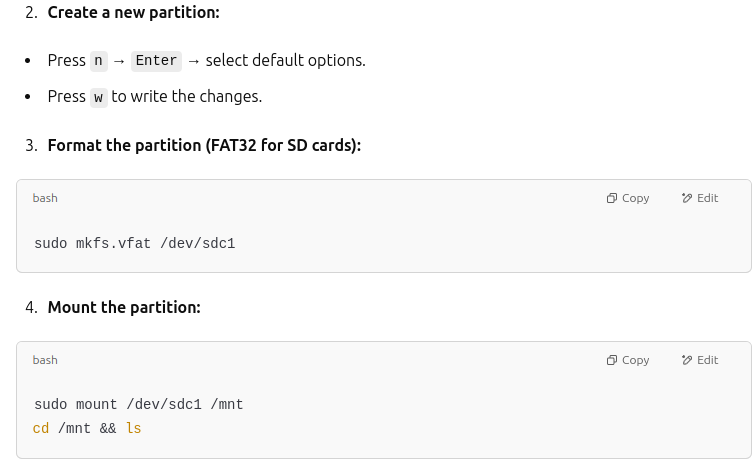 2. Create a new partition:
• Press n → Enter → select default options.
• Press w to write the changes.
3. Format the partition (FAT32 for SD cards):
bash Copy Edit
sudo mkfs.vfat /dev/sdc1
4. Mount the partition:
bash Copy Edit
sudo mount /dev/sdc1 /mnt
cd /mnt && ls